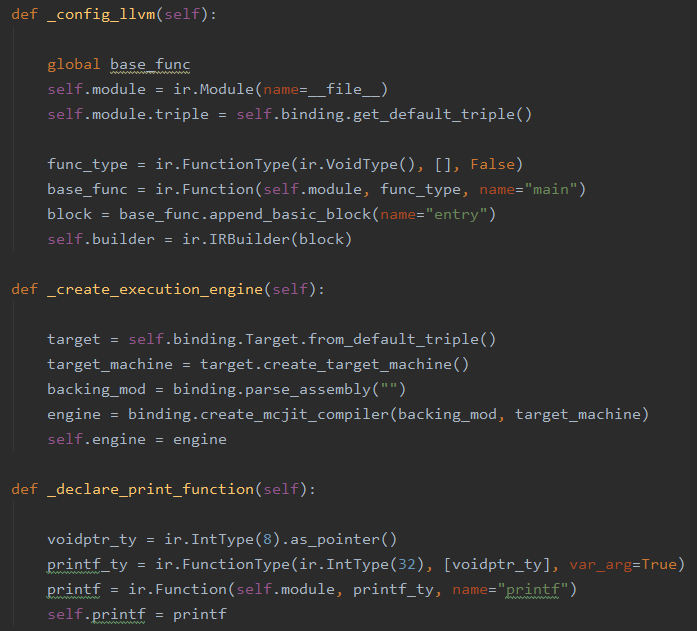 def _config_llvm(self):
global base_func
self.module = ir.Module(name=__file__)
self.module.triple = self.binding.get_default_triple()
func_type = ir.FunctionType(ir.VoidType(), [], False)
base_func = ir.Function(self.module, func_type, name="main")
block = base_func.append_basic_block(name="entry")
self.builder = ir.IRBuilder(block)
def _create_execution_engine(self):
target = self.binding.Target.from_default_triple()
target_machine = target.create_target_machine()
backing_mod = binding.parse_assembly("")
engine = binding.create_mcjit_compiler(backing_mod, target_machine)
self.engine = engine
def _declare_print_function(self):
voidptr_ty = ir.IntType(8).as_pointer()
printf_ty = ir.FunctionType(ir.IntType(32), [voidptr_ty], var_arg=True)
printf = ir.Function(self.module, printf_ty, name="printf")
self.printf = printf